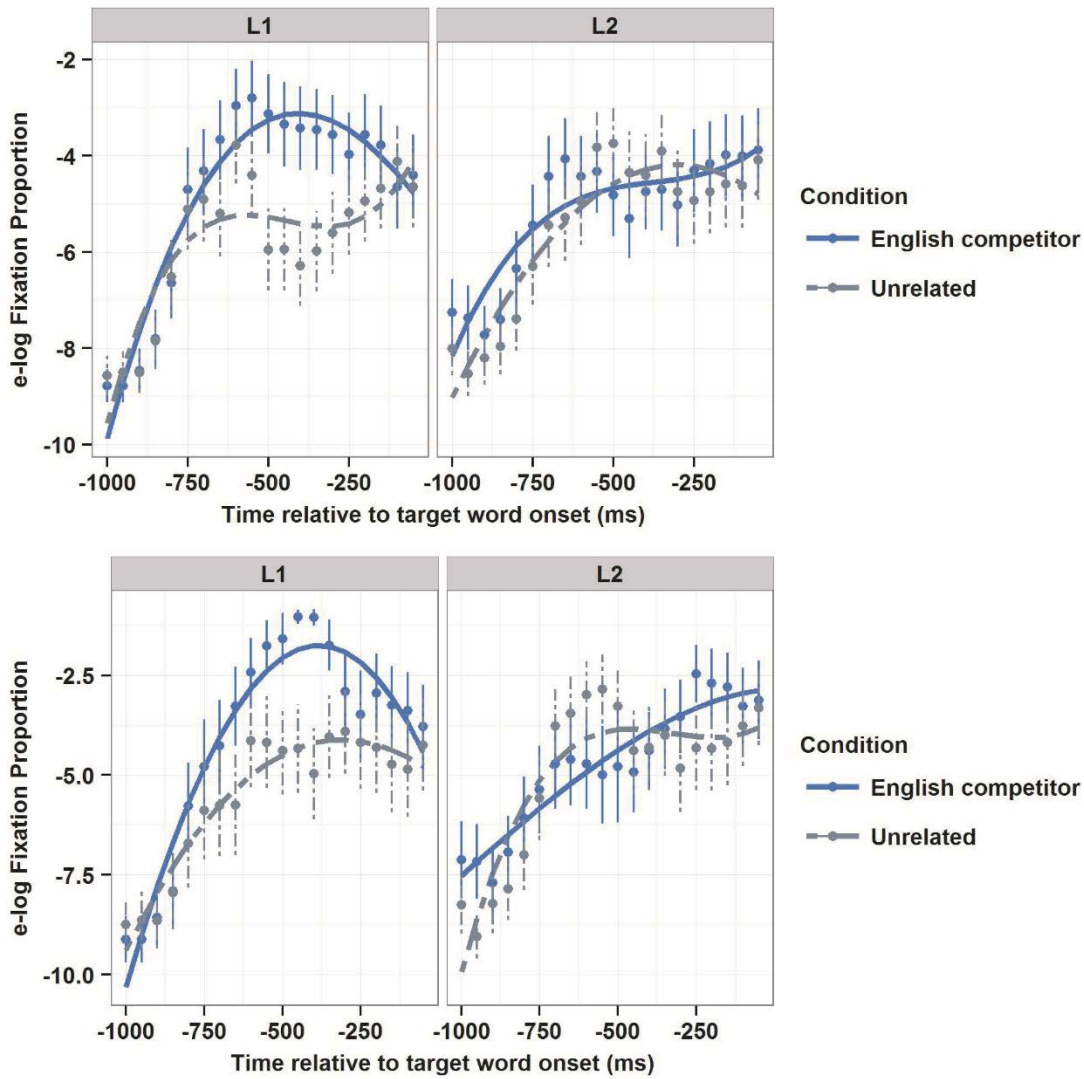 L1
L2
-2
-4
-6
-8
-10
e-log Fixation Proportion
-1000 -750 -500 -250
-1000 -750 -500 -250
Time relative to target word onset (ms)
Condition
English competitor
Unrelated
L1
L2
-2.5
-5.0
-7.5
-10.0
e-log Fixation Proportion
-1000 -750 -500 -250
-1000 -750 -500 -250
Time relative to target word onset (ms)
Condition
English competitor
Unrelated